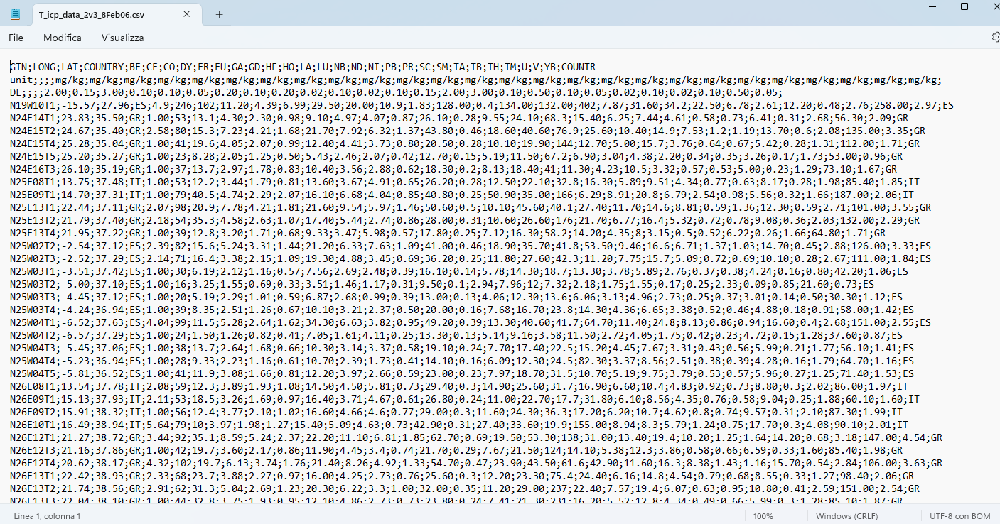 T_icp_data_2v3_8Feb06.csv
File Modifica Visualizza
GTN;LONG;LAT;COUNTRY;BE;CE;CO;DY;ER;EU;GA;GD;HF;HO;LA;LU;NB;ND;NI;PB;PR;SC;SM;TA;TB;TH;TM;U;V;YB;COUNTR
unit;;;;mg/kg;mg/kg;mg/kg;mg/kg;mg/kg;mg/kg;mg/kg;mg/kg;mg/kg;mg/kg;mg/kg;mg/kg;mg/kg;mg/kg;mg/kg;mg/kg;mg/kg;mg/kg;mg/kg;mg/kg;mg/kg;mg/kg;mg/kg;mg/kg;mg/kg;mg/kg;
DL;;;;2.00;0.15;3.00;0.10;0.10;0.05;0.20;0.10;0.20;0.02;0.10;0.02;0.10;0.15;2.00;3.00;0.10;0.50;0.10;0.05;0.02;0.10;0.02;0.10;0.50;0.05;
N19W10T1;-15.57;27.96;ES;4.9;246;102;11.20;4.39;6.99;29.50;20.00;10.9;1.83;128.00;0.4;134.00;132.00;402;7.87;31.60;34.2;22.50;6.78;2.61;12.20;0.48;2.76;258.00;2.97;ES
N24E14T1;23.83;35.50;GR;1.00;53;13.1;4.30;2.30;0.98;9.10;4.97;4.07;0.87;26.10;0.28;9.55;24.10;68.3;15.40;6.25;7.44;4.61;0.58;0.73;6.41;0.31;2.68;56.30;2.09;GR
N24E15T2;24.67;35.40;GR;2.58;80;15.3;7.23;4.21;1.68;21.70;7.92;6.32;1.37;43.80;0.46;18.60;40.60;76.9;25.60;10.40;14.9;7.53;1.2;1.19;13.70;0.6;2.08;135.00;3.35;GR
N24E15T4;25.28;35.04;GR;1.00;41;19.6;4.05;2.07;0.99;12.40;4.41;3.73;0.80;20.50;0.28;10.10;19.90;144;12.70;5.00;15.7;3.76;0.64;0.67;5.42;0.28;1.31;112.00;1.71;GR
N24E15T5;25.20;35.27;GR;1.00;23;8.28;2.05;1.25;0.50;5.43;2.46;2.07;0.42;12.70;0.15;5.19;11.50;67.2;6.90;3.04;4.38;2.20;0.34;0.35;3.26;0.17;1.73;53.00;0.96;GR
N24E16T3;26.10;35.19;GR;1.00;37;13.7;2.97;1.78;0.83;10.40;3.56;2.88;0.62;18.30;0.2;8.13;18.40;41;11.30;4.23;10.5;3.32;0.57;0.53;5.00;0.23;1.29;73.10;1.67;GR
N25E08T1;13.75;37.48;IT;1.00;53;12.2;3.44;1.79;0.81;13.60;3.67;4.91;0.65;26.20;0.28;12.50;22.10;32.8;16.30;5.89;9.51;4.34;0.77;0.63;8.17;0.28;1.98;85.40;1.85;IT
N25E09T1;14.70;37.31;IT;1.00;79;40.5;4.74;2.29;2.07;16.10;6.68;4.04;0.85;40.80;0.25;50.90;35.00;166;6.29;8.91;20.8;6.79;2.54;0.98;5.56;0.32;1.66;187.00;2.06;IT
N25E13T1;22.44;37.11;GR;2.07;98;20.9;7.78;4.21;1.81;21.60;9.54;5.97;1.46;50.60;0.5;10.10;45.60;40.1;27.40;11.70;14.6;8.81;0.59;1.36;12.30;0.59;2.71;101.00;3.55;GR
N25E13T2;21.79;37.40;GR;2.18;54;35.3;4.58;2.63;1.07;17.40;5.44;2.74;0.86;28.00;0.31;10.60;26.60;176;21.70;6.77;16.4;5.32;0.72;0.78;9.08;0.36;2.03;132.00;2.29;GR
N25E13T4;21.95;37.22;GR;1.00;39;12.8;3.20;1.71;0.68;9.33;3.47;5.98;0.57;17.80;0.25;7.12;16.30;58.2;14.20;4.35;8;3.15;0.5;0.52;6.22;0.26;1.66;64.80;1.71;GR
N25W02T2;-2.54;37.12;ES;2.39;82;15.6;5.24;3.31;1.44;21.20;6.33;7.63;1.09;41.00;0.46;18.90;35.70;41.8;53.50;9.46;16.6;6.71;1.37;1.03;14.70;0.45;2.88;126.00;3.33;ES
N25W02T3;-2.52;37.29;ES;2.14;71;16.4;3.38;2.15;1.09;19.30;4.88;3.45;0.69;36.20;0.25;11.80;27.60;42.3;11.20;7.75;15.7;5.09;0.72;0.69;10.10;0.28;2.67;111.00;1.84;ES
N25W03T1;-3.51;37.42;ES;1.00;30;6.19;2.12;1.16;0.57;7.56;2.69;2.48;0.39;16.10;0.14;5.78;14.30;18.7;13.30;3.78;5.89;2.76;0.37;0.38;4.24;0.16;0.80;42.20;1.06;ES
N25W03T2;-5.00;37.10;ES;1.00;16;3.25;1.55;0.69;0.33;3.51;1.46;1.17;0.31;9.50;0.1;2.94;7.96;12;7.32;2.18;1.75;1.55;0.17;0.25;2.33;0.09;0.85;21.60;0.73;ES
N25W03T3;-4.45;37.12;ES;1.00;20;5.19;2.29;1.01;0.59;6.87;2.68;0.99;0.39;13.00;0.13;4.06;12.30;13.6;6.06;3.13;4.96;2.73;0.25;0.37;3.01;0.14;0.50;30.30;1.12;ES
N25W03T4;-4.24;36.94;ES;1.00;39;8.35;2.51;1.26;0.67;10.10;3.21;2.37;0.50;20.00;0.16;7.68;16.70;23.8;14.30;4.36;6.65;3.38;0.52;0.46;4.88;0.18;0.91;58.00;1.42;ES
N25W04T1;-6.52;37.63;ES;4.04;99;11.5;5.28;2.64;1.62;34.30;6.63;3.82;0.95;49.20;0.39;13.30;40.60;41.7;64.70;11.40;24.8;8.13;0.86;0.94;16.60;0.4;2.68;151.00;2.55;ES
N25W04T2;-6.57;37.29;ES;1.00;24;1.50;1.26;0.82;0.41;7.05;1.61;4.11;0.25;13.30;0.13;5.14;9.16;3.58;11.50;2.72;4.05;1.75;0.42;0.23;4.72;0.15;1.28;37.60;0.87;ES
N25W04T3;-5.45;37.06;ES;1.00;38;13.7;2.64;1.68;0.66;10.30;3.14;3.37;0.58;19.10;0.24;7.70;17.40;22.5;15.20;4.45;7.67;3.31;0.43;0.56;5.99;0.21;1.77;56.10;1.41;ES
N25W04T4;-5.23;36.94;ES;1.00;28;9.33;2.23;1.16;0.61;10.70;2.39;1.73;0.41;14.10;0.16;6.09;12.30;24.5;82.30;3.37;8.56;2.51;0.38;0.39;4.28;0.16;1.79;64.70;1.16;ES
N25W04T5;-5.81;36.52;ES;1.00;41;11.9;3.08;1.66;0.81;12.20;3.97;2.66;0.59;23.00;0.23;7.97;18.70;31.5;10.70;5.19;9.75;3.79;0.53;0.57;5.96;0.27;1.25;71.40;1.53;ES
N26E08T1;13.54;37.78;IT;2.08;59;12.3;3.89;1.93;1.08;14.50;4.50;5.81;0.73;29.40;0.3;14.90;25.60;31.7;16.90;6.60;10.4;4.83;0.92;0.73;8.80;0.3;2.02;86.00;1.97;IT
N26E09T1;15.13;37.93;IT;2.11;53;18.5;3.26;1.69;0.97;16.40;3.71;4.67;0.61;26.80;0.24;11.00;22.70;17.7;31.80;6.10;8.56;4.35;0.76;0.58;9.04;0.25;1.88;60.10;1.60;IT
N26E09T2;15.91;38.32;IT;1.00;56;12.4;3.77;2.10;1.02;16.60;4.66;4.6;0.77;29.00;0.3;11.60;24.30;36.3;17.20;6.20;10.7;4.62;0.8;0.74;9.57;0.31;2.10;87.30;1.99;IT
N26E10T1;16.49;38.94;IT;5.64;79;10;3.97;1.98;1.27;15.40;5.09;4.63;0.73;42.90;0.31;27.40;33.60;19.9;155.00;8.94;8.3;5.79;1.24;0.75;17.70;0.3;4.08;90.10;2.01;IT
N26E12T1;21.27;38.72;GR;3.44;92;35.1;8.59;5.24;2.37;22.20;11.10;6.81;1.85;62.70;0.69;19.50;53.30;138;31.00;13.40;19.4;10.20;1.25;1.64;14.20;0.68;3.18;147.00;4.54;GR
N26E12T3;21.16;37.86;GR;1.00;42;19.7;3.60;2.17;0.86;11.90;4.45;3.4;0.74;21.70;0.29;7.67;21.50;124;14.10;5.38;12.3;3.86;0.58;0.66;6.59;0.33;1.60;85.40;1.98;GR
N26E12T4;20.62;38.17;GR;4.32;102;19.7;6.13;3.74;1.76;21.40;8.26;4.92;1.33;54.70;0.47;23.90;43.50;61.6;42.90;11.60;16.3;8.38;1.43;1.16;15.70;0.54;2.84;106.00;3.63;GR
N26E13T1;22.42;38.93;GR;2.33;68;23.7;3.88;2.27;0.97;16.00;4.25;2.73;0.76;25.60;0.3;12.20;23.30;75.4;24.40;6.16;14.8;4.54;0.79;0.68;8.55;0.33;1.27;98.40;2.06;GR
N26E13T2;21.74;38.56;GR;2.91;62;31.3;5.04;2.69;1.23;20.30;6.22;3.3;1.00;32.00;0.35;11.20;29.00;237;22.40;7.57;19.4;6.07;0.63;0.95;10.80;0.41;2.59;151.00;2.54;GR
N26E13T3;22.04;38.10;GR;1.00;44;32.8;3.75;1.93;0.95;12.10;4.86;2.73;0.73;23.80;0.24;7.41;21.30;231;16.20;5.52;12.8;4.34;0.49;0.66;5.99;0.3;1.28;85.10;1.87;GR
Linea 1, colonna 1 100% Windows (CRLF) UTF-8 con BOM